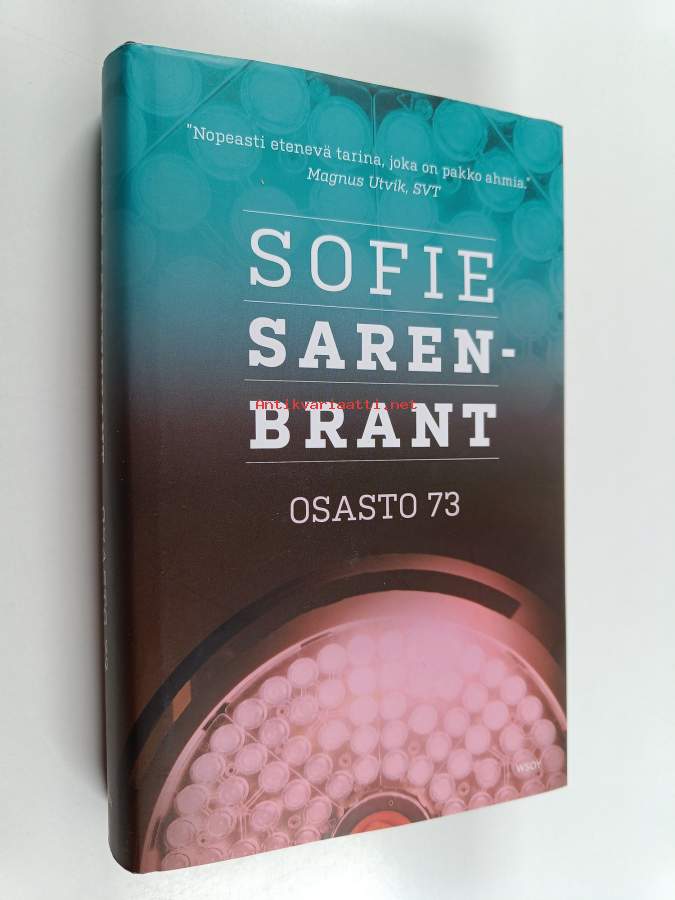 "Nopeasti etenevä tarina, joka on pakko ahmia."
Magnus Utvik, SVT
SOFIE
SAREN-
Antikvariaatti.net
BRANT
OSASTO 73
WSOY